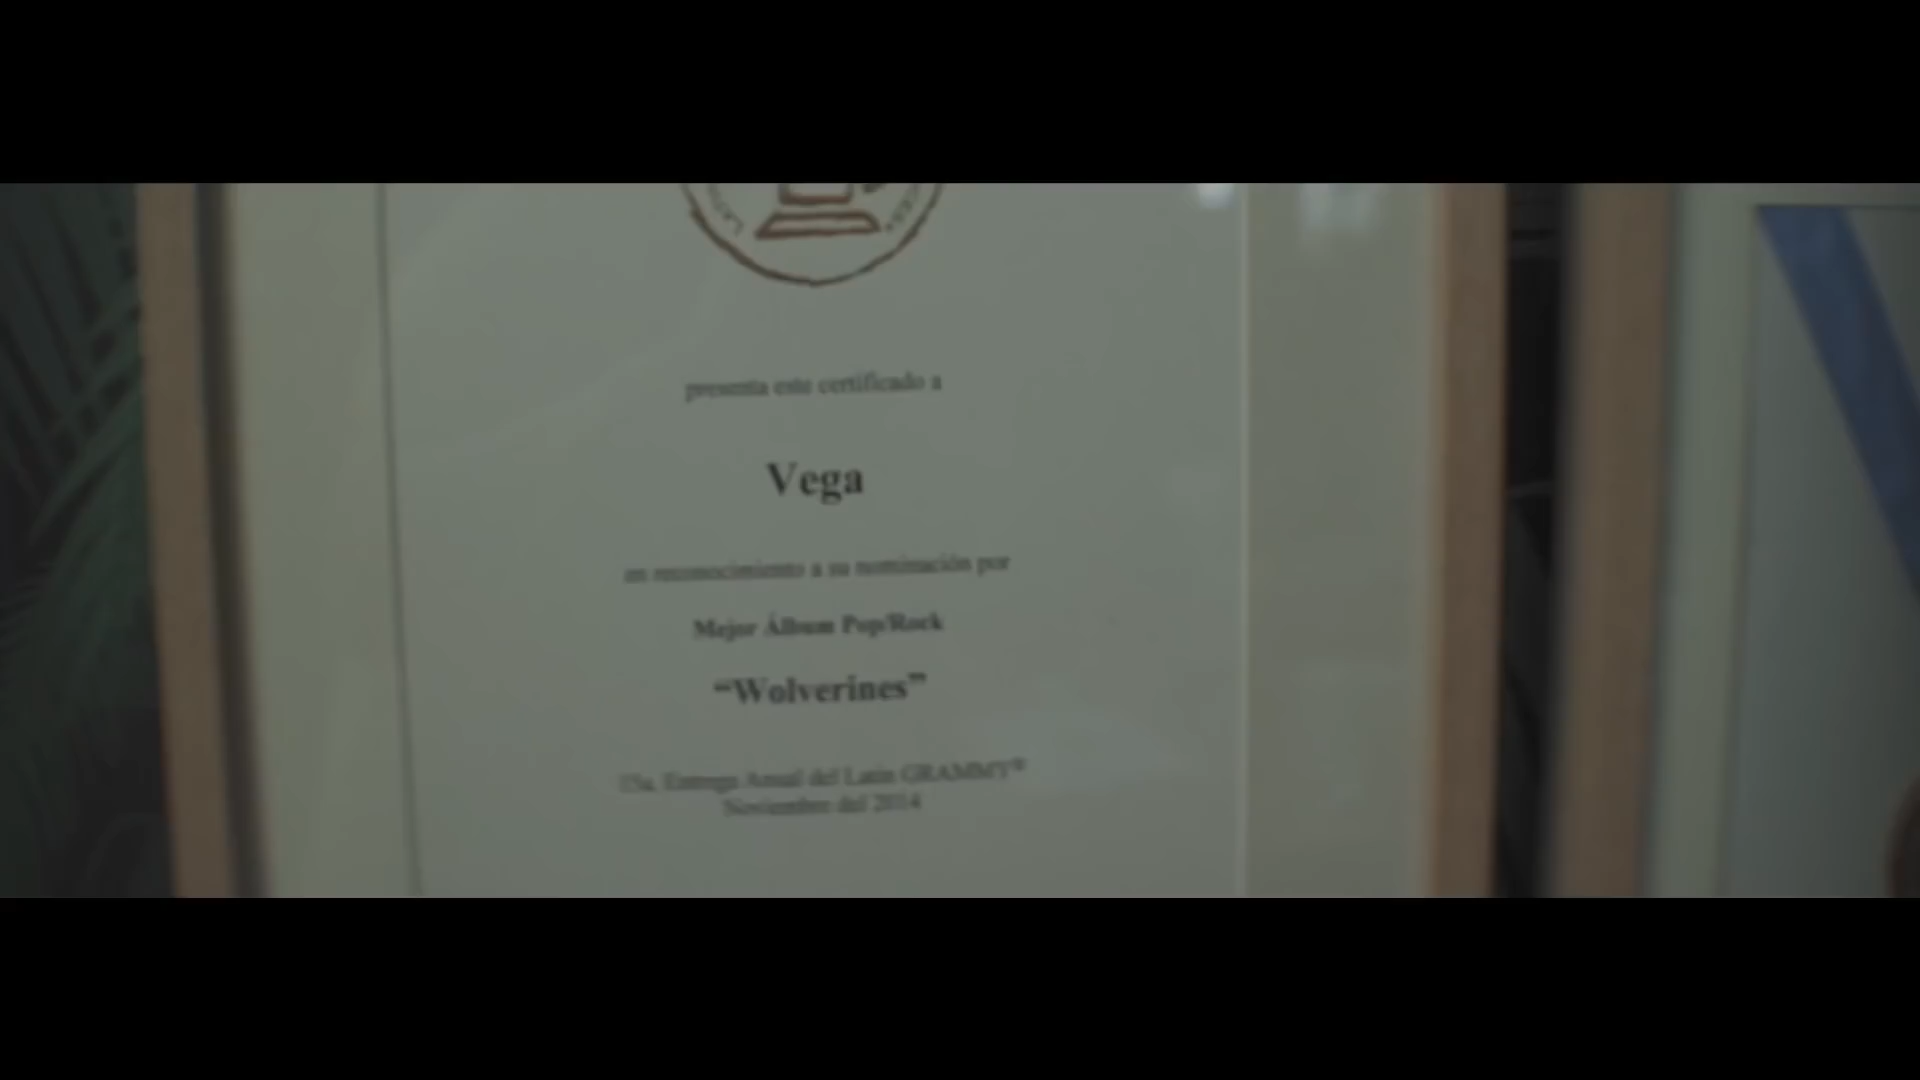 LATIN
presenta este certificado a
Vega
en reconocimiento a su nominación por
Mejor Álbum Pop/Rock
“Wolverines”
15a. Entrega Anual del Latin GRAMMY®
Noviembre del 2014